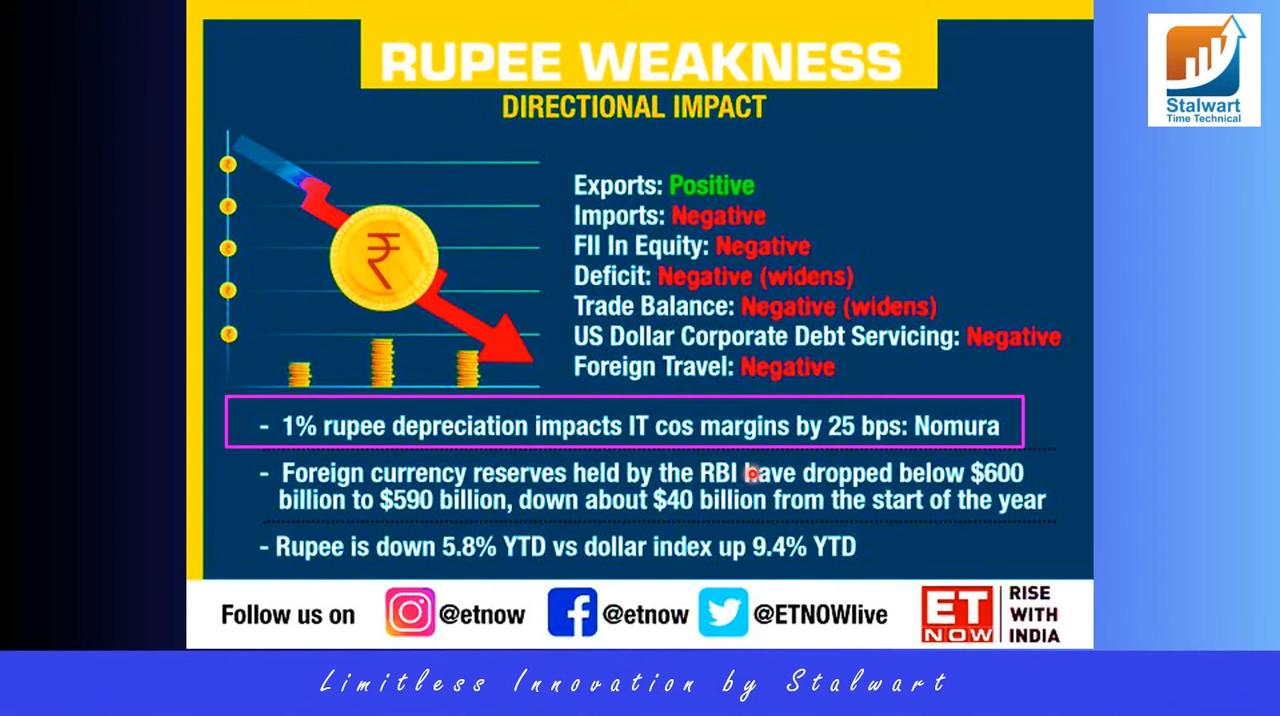 RUPEE WEAKNESS
DIRECTIONAL IMPACT
Stalwart
Time Technical
Exports: Positive
Imports: Negative
FII In Equity: Negative
Deficit: Negative (widens)
Trade Balance: Negative (widens)
US Dollar Corporate Debt Servicing: Negative
Foreign Travel: Negative
- 1% rupee depreciation impacts IT cos margins by 25 bps: Nomura
- Foreign currency reserves held by the RBI have dropped below $600
billion to $590 billion, down about $40 billion from the start of the year
- Rupee is down 5.8% YTD vs dollar index up 9.4% YTD
Follow us on @etnow @etnow @ETNOWlive
ET
NOW
RISE
WITH
INDIA
Limitless Innovation by Stalwart